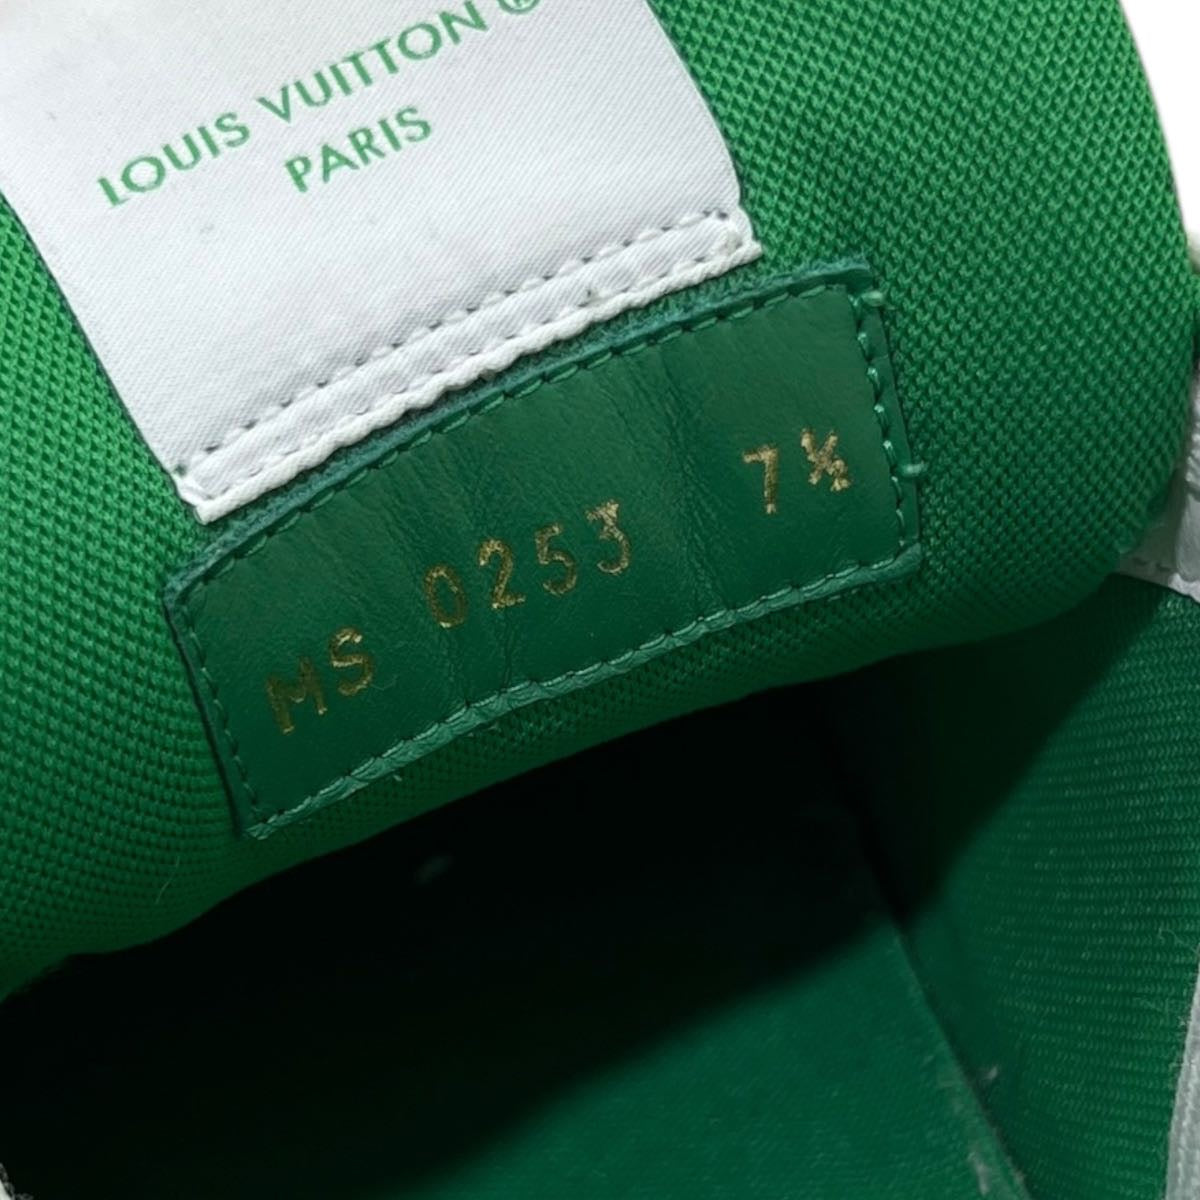 LOUIS VUITTON ®
PARIS
MS 0253 7½